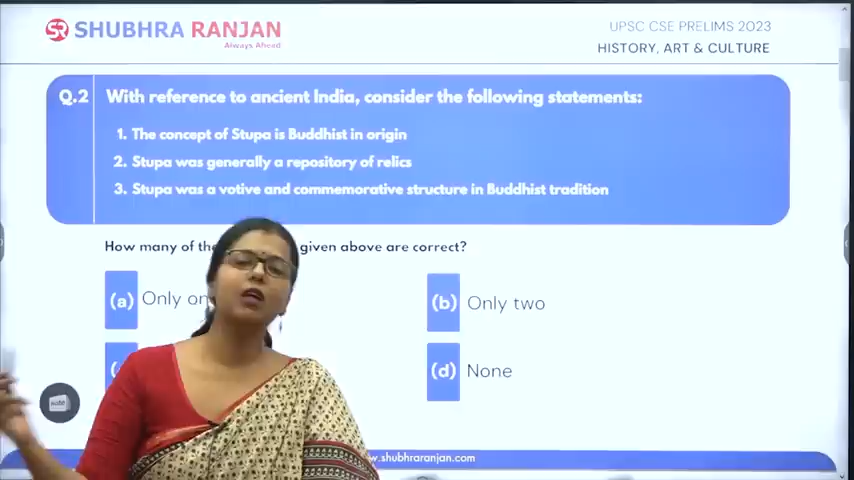 SHUBHRA RANJAN
Always Ahead
UPSC CSE PRELIMS 2023
HISTORY, ART & CULTURE
Q.2 With reference to ancient India, consider the following statements:
1. The concept of Stupa is Buddhist in origin
2. Stupa was generally a repository of relics
3. Stupa was a votive and commemorative structure in Buddhist tradition
How many of the given above are correct?
(a) Only on
(b) Only two
(d) None
w.shubhraranjan.com